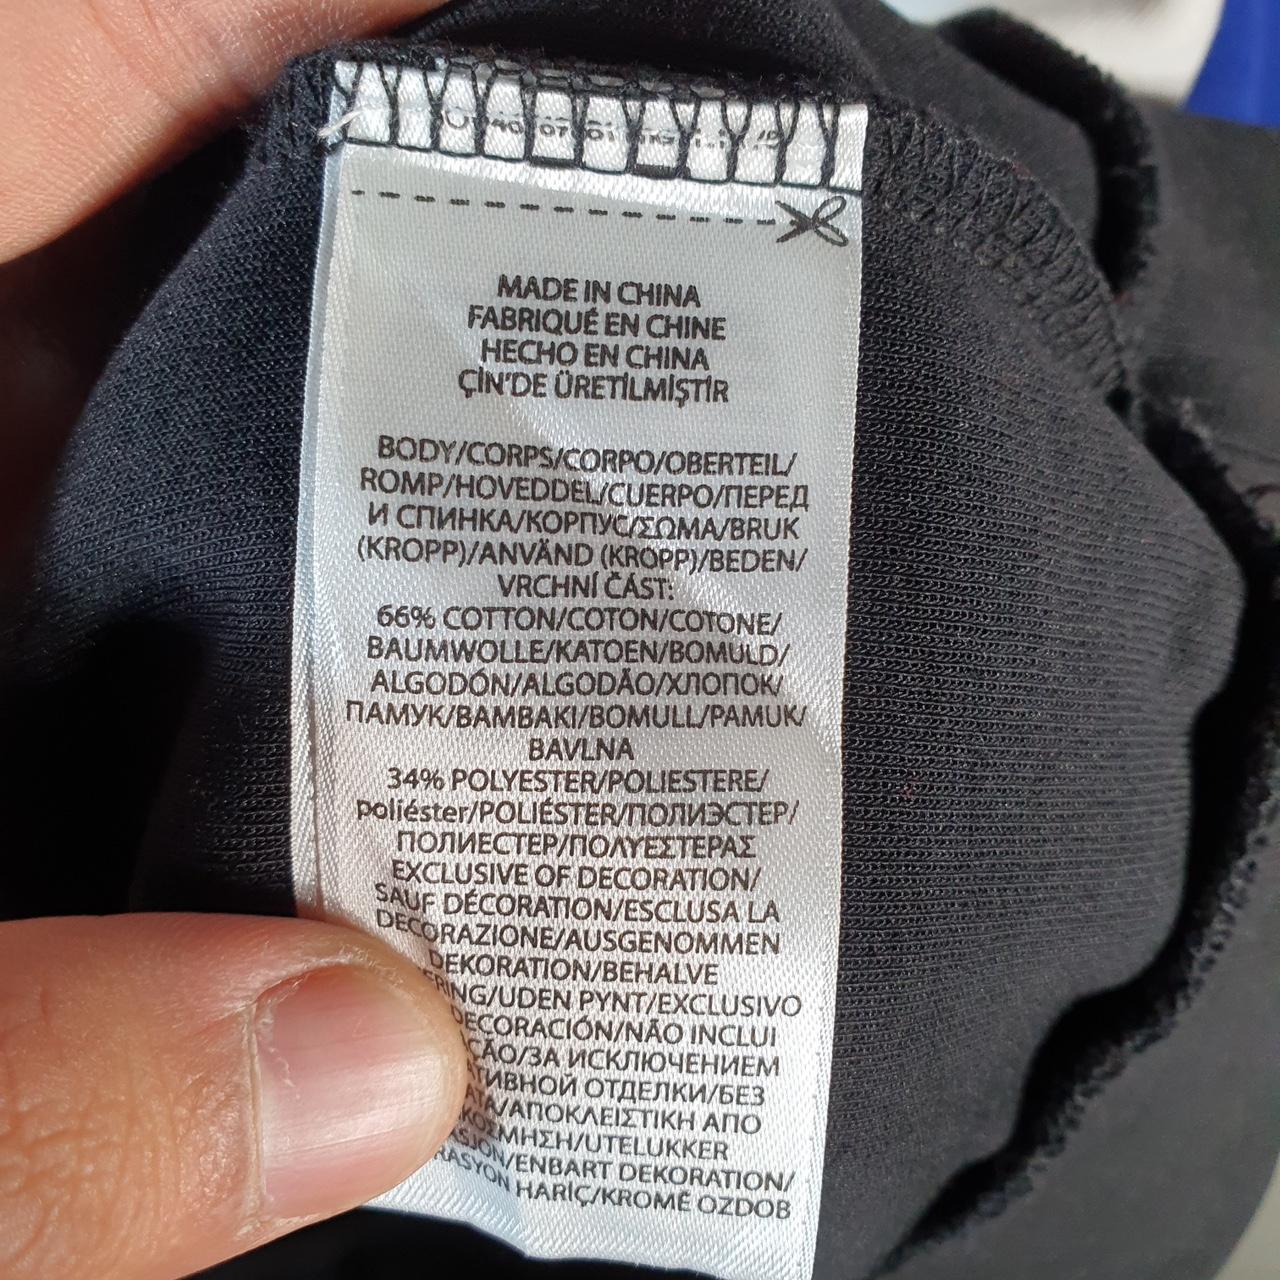 MADE IN CHINA
FABRIQUÉ EN CHINE
HECHO EN CHINA
ÇİN'DE ÜRETİLMİŞTİR
BODY/CORPS/CORPO/OBERTEIL/
ROMP/HOVEDDEL/CUERPO/ПЕРЕД
И СПИНКА/КОРПУС/ΣΩΜΑ/BRUK
(KROPP)/ANVÄND (KROPP)/BEDEN/
VRCHNÍ ČÁST:
66% COTTON/COTON/COTONE/
BAUMWOLLE/KATOEN/BOMULD/
ALGODÓN/ALGODÃO/ХЛОПОК/
ПАМУК/BAMBAKI/BOMULL/PAMUK/
BAVLNA
34% POLYESTER/POLIESTERE/
poliéster/POLIÉSTER/ПОЛИЭСТЕР/
ПОЛИЕСТЕР/ΠΟΛΥΕΣΤΕΡΑΣ
EXCLUSIVE OF DECORATION/
SAUF DÉCORATION/ESCLUSA LA
DECORAZIONE/AUSGENOMMEN
DEKORATION/BEHALVE
ERING/UDEN PYNT/EXCLUSIVO
DECORACIÓN/NÃO INCLUI
ÇÃO/ЗА ИСКЛЮЧЕНИЕМ
ТИВНОЙ ОТДЕЛКИ/БЕЗ
АТА/ΑΠΟΚΛΕΙΣΤΙΚΗ ΑΠΟ
ΚΟΣΜΗΣΗ/UTELUKKER
ASJON/ENBART DEKORATION/
RASYON HARİÇ/KROMĚ OZDOB